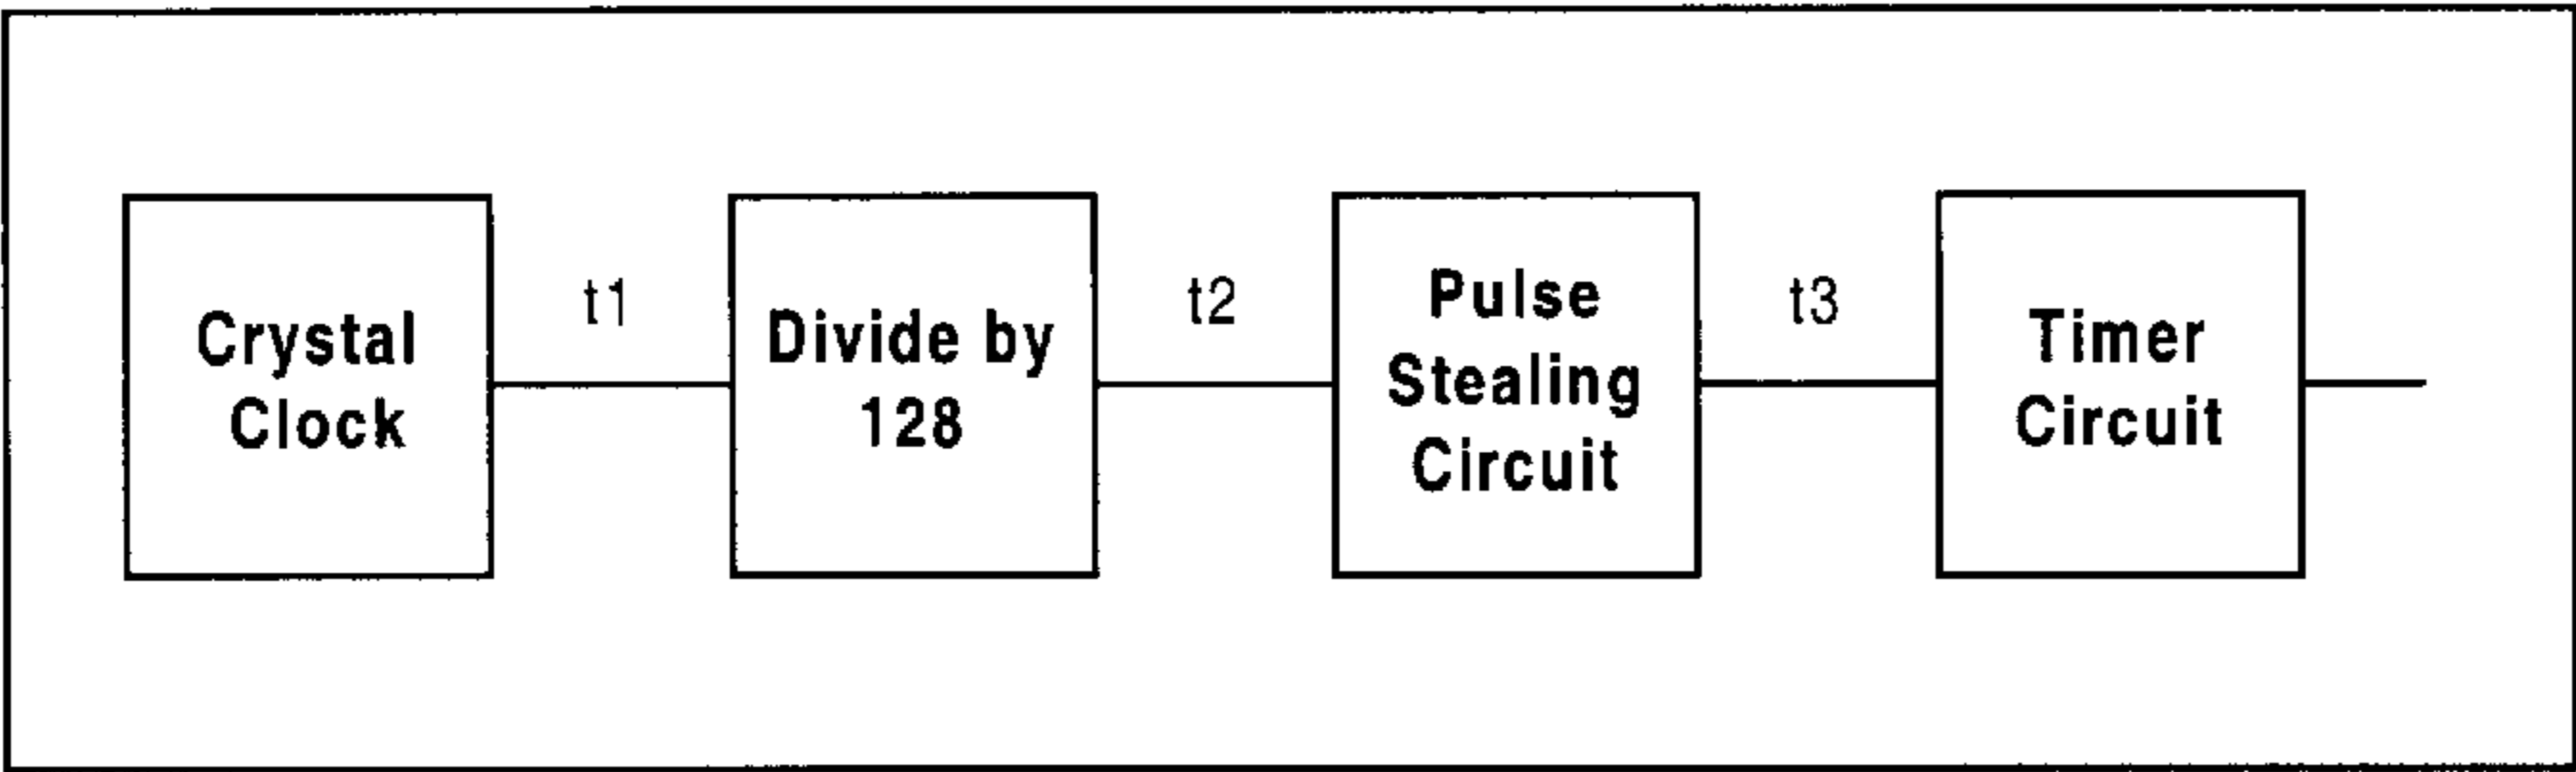 Crystal
Clock
t1
Divide by
128
t2
Pulse
Stealing
Circuit
t3
Timer
Circuit